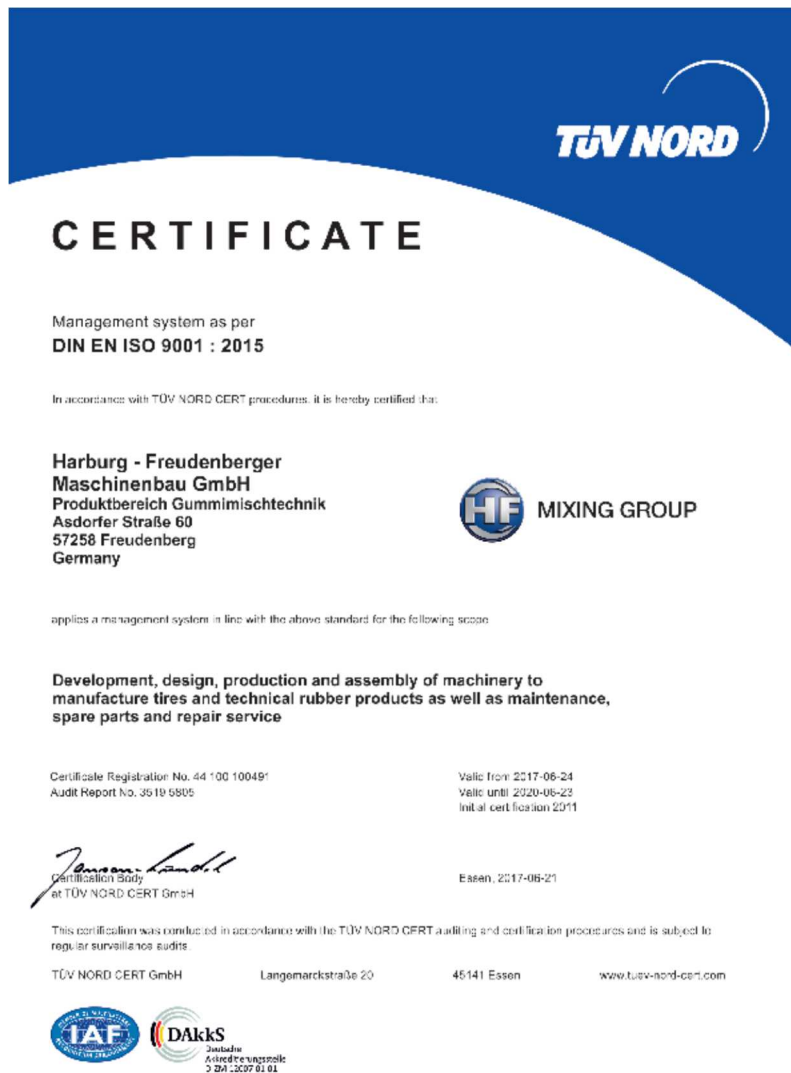 TÜV NORD
CERTIFICATE
Management system as per
DIN EN ISO 9001 : 2015
In accordance with TÜV NORD CERT procedures, it is hereby certified that
Harburg - Freudenberger
Maschinenbau GmbH
Produktbereich Gummimischtechnik
Asdorfer Straße 60
57258 Freudenberg
Germany
HF MIXING GROUP
applies a management system in line with the above standard for the following scope
Development, design, production and assembly of machinery to
manufacture tires and technical rubber products as well as maintenance,
spare parts and repair service
Certificate Registration No. 44 100 100491
Audit Report No. 3519 5805
Valid from 2017-06-24
Valid until 2020-06-23
Initial certification 2011
Certification Body
at TÜV NORD CERT GmbH
Essen, 2017-06-21
This certification was conducted in accordance with the TÜV NORD CERT auditing and certification procedures and is subject to
regular surveillance audits.
TÜV NORD CERT GmbH Langemarckstraße 20 45141 Essen www.tuev-nord-cert.com
IAF
DAkkS
Deutsche
Akkreditierungsstelle